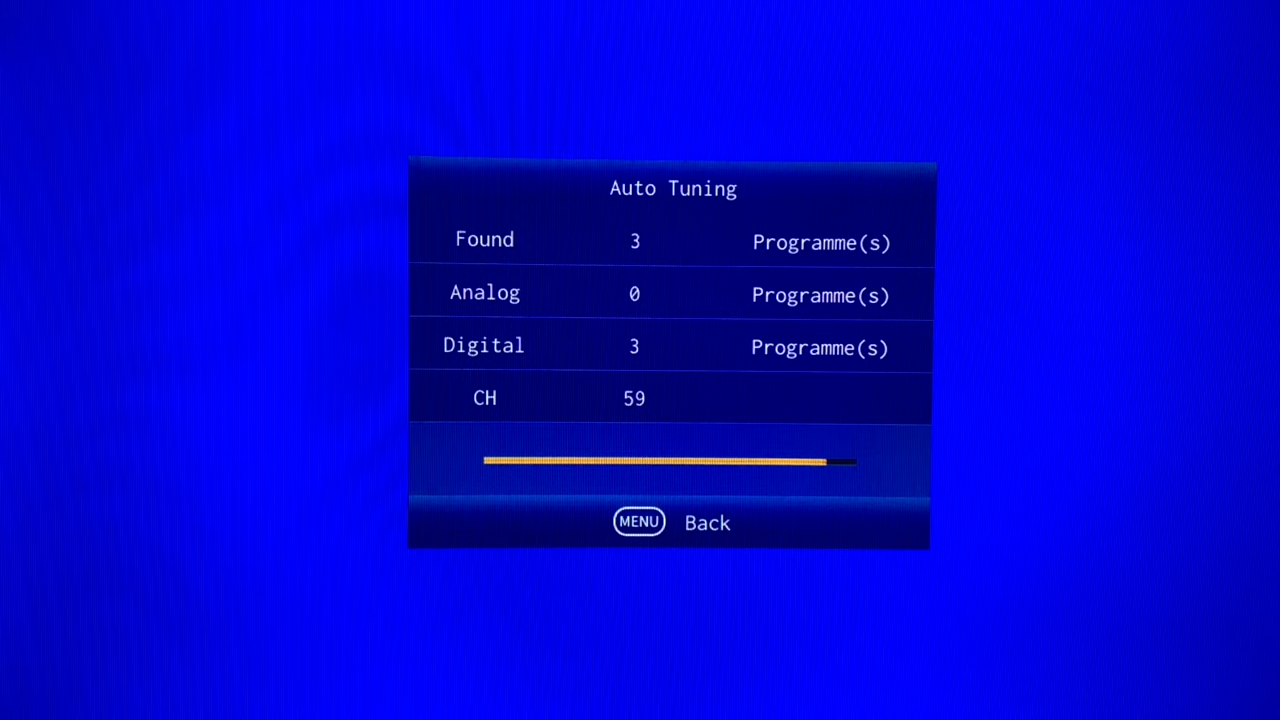 Auto Tuning
Found 3 Programme(s)
Analog 0 Programme(s)
Digital 3 Programme(s)
CH 59
MENU Back